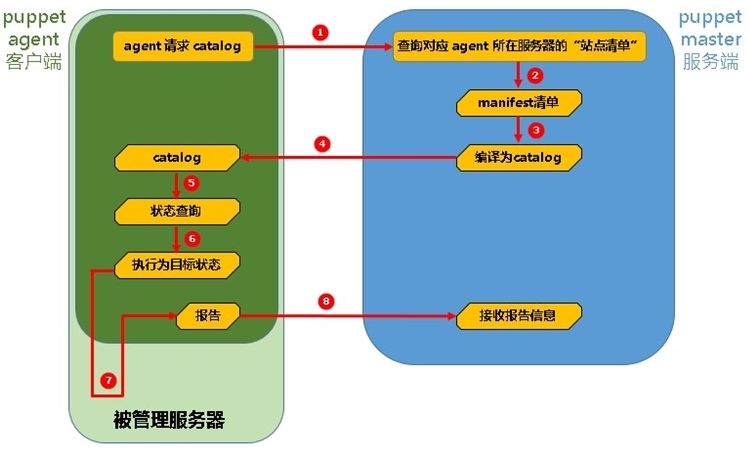 puppet
agent
客户端
puppet
master
服务端
agent 请求 catalog
1
查询对应 agent 所在服务器的“站点清单”
2
manifest清单
3
编译为catalog
4
catalog
5
状态查询
6
执行为目标状态
7
报告
8
接收报告信息
被管理服务器